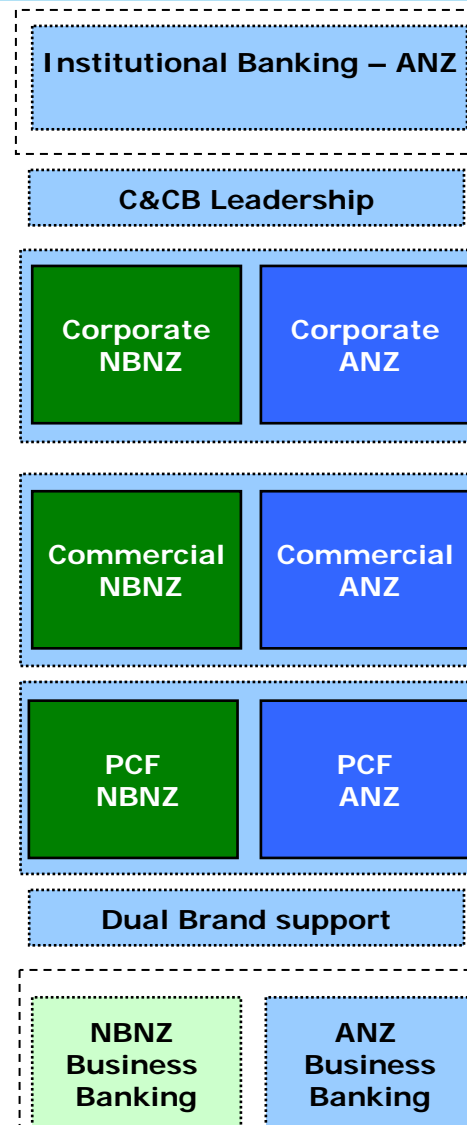 Institutional Banking – ANZ
C&CB Leadership
Corporate
NBNZ
Corporate
ANZ
Commercial
NBNZ
Commercial
ANZ
PCF
NBNZ
PCF
ANZ
Dual Brand support
NBNZ
Business
Banking
ANZ
Business
Banking